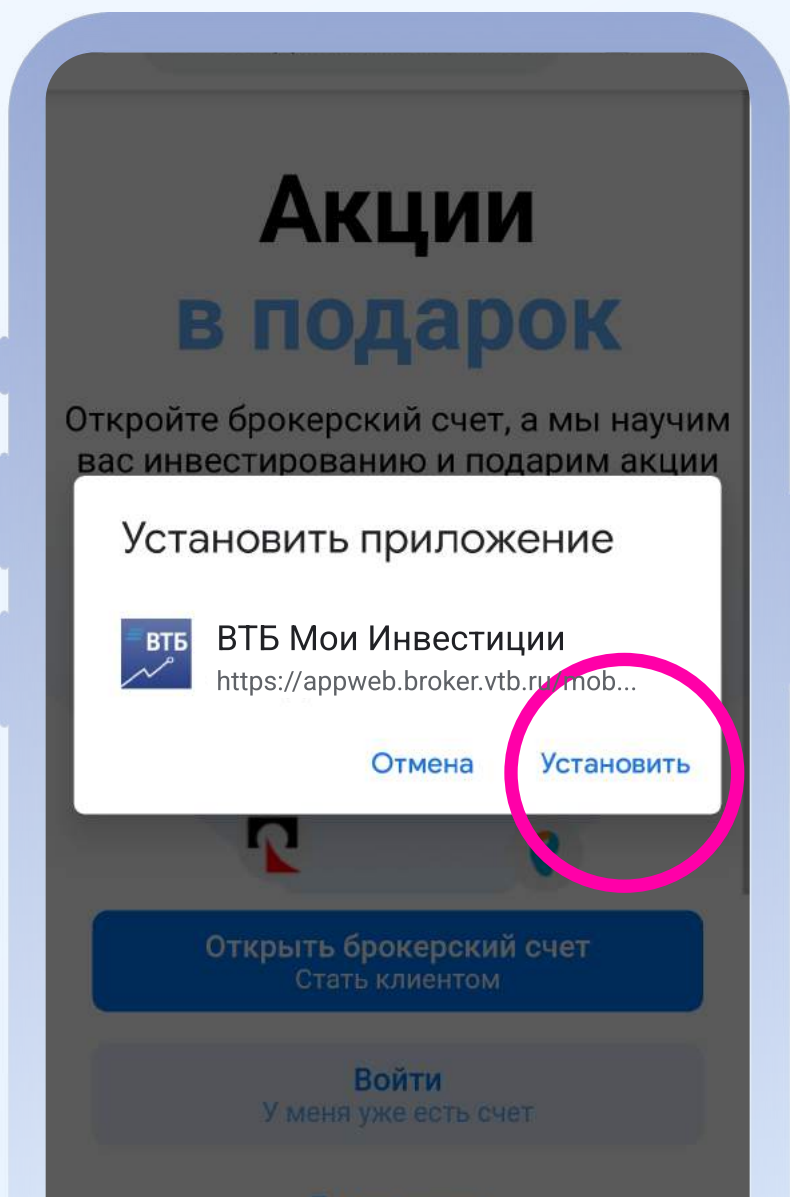 Акции
в подарок
Откройте брокерский счет, а мы научим
вас инвестированию и подарим акции
Установить приложение
ВТБ
ВТБ Мои Инвестиции
https://appweb.broker.vtb.ru/mob...
Отмена
Установить
Открыть брокерский счет
Стать клиентом
Войти
У меня уже есть счет